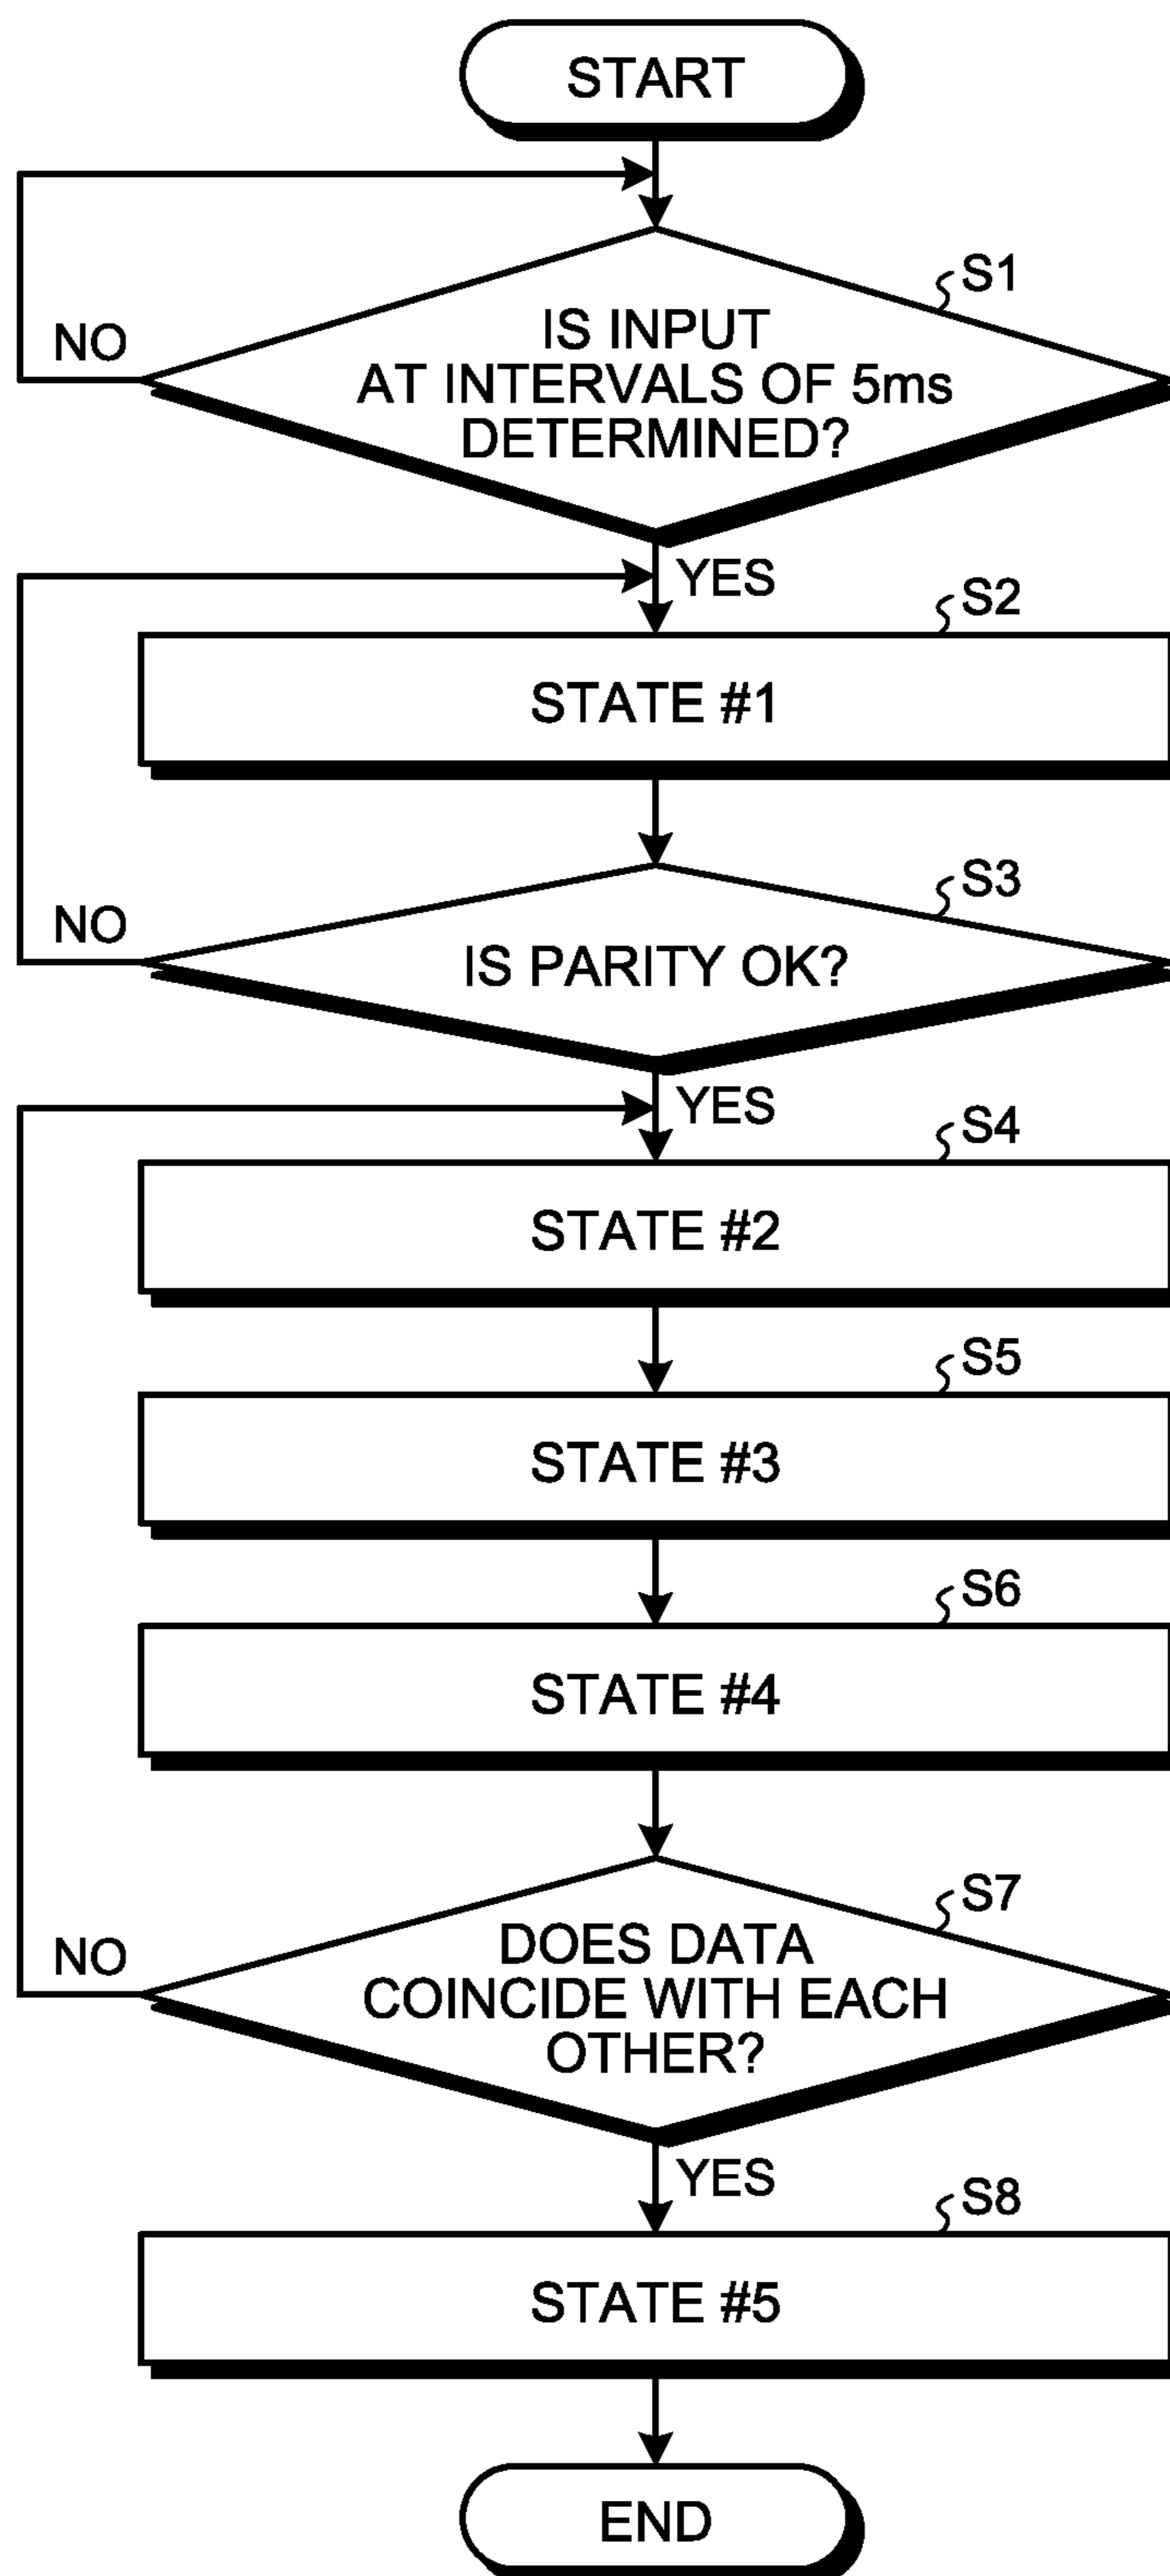 START
S1
IS INPUT
AT INTERVALS OF 5ms
DETERMINED?
NO
YES
S2
STATE #1
S3
IS PARITY OK?
NO
YES
S4
STATE #2
S5
STATE #3
S6
STATE #4
S7
DOES DATA
COINCIDE WITH EACH
OTHER?
NO
YES
S8
STATE #5
END